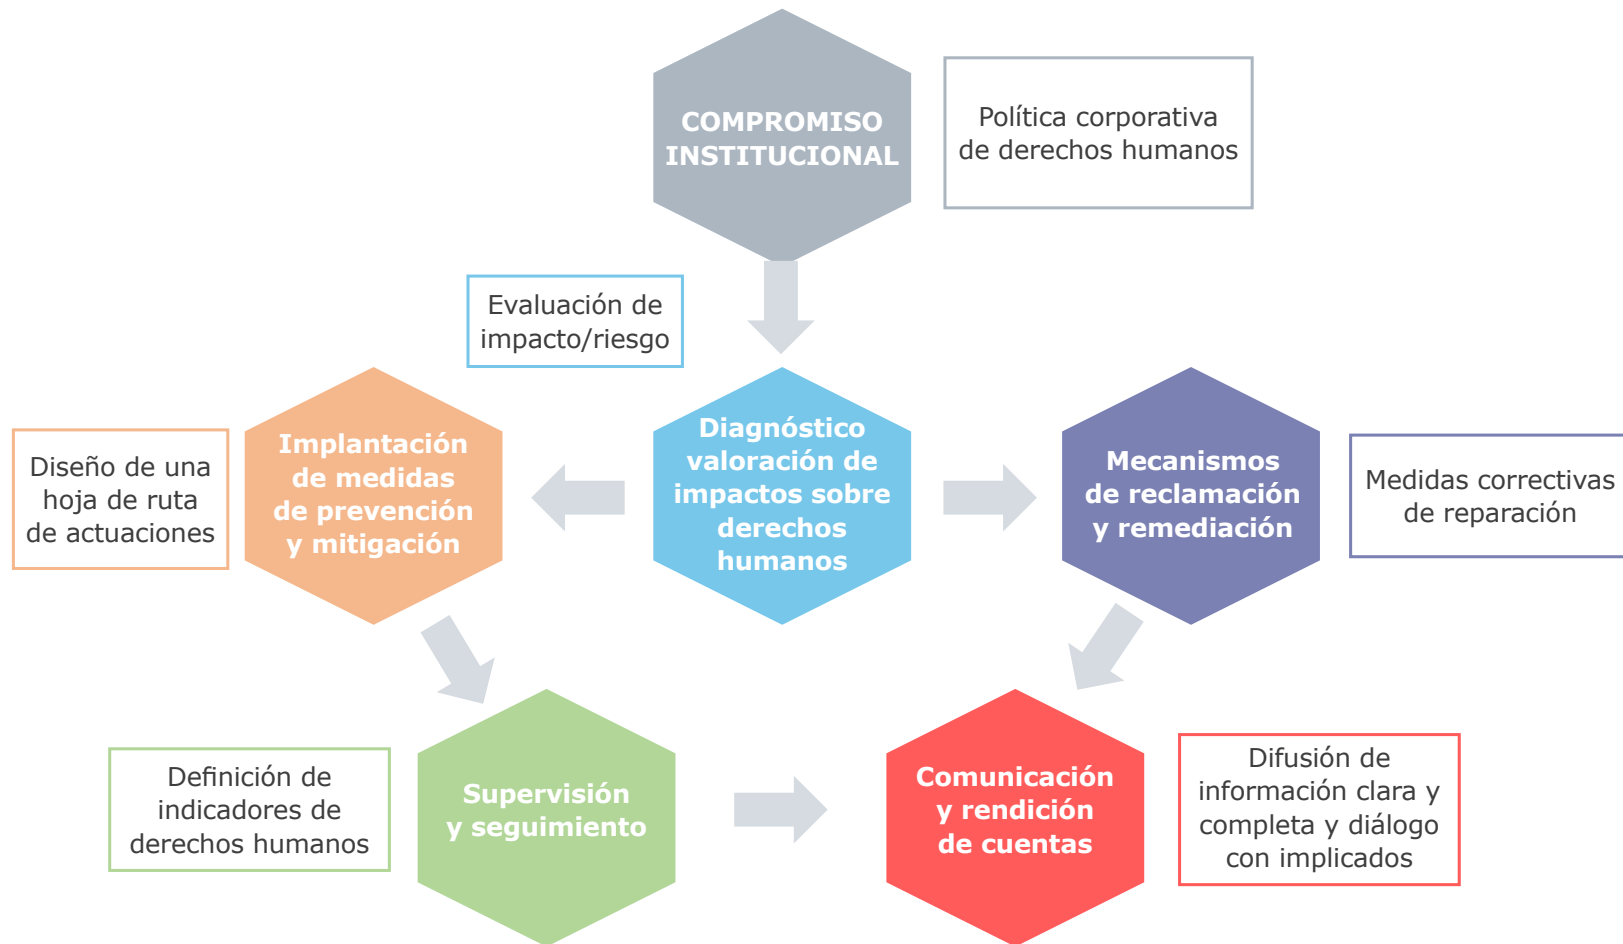 COMPROMISO
INSTITUCIONAL
Política corporativa
de derechos humanos
Evaluación de
impacto/riesgo
Diseño de una
hoja de ruta
de actuaciones
Implantación
de medidas
de prevención
y mitigación
Diagnóstico
valoración de
impactos sobre
derechos
humanos
Mecanismos
de reclamación
y remediación
Medidas correctivas
de reparación
Definición de
indicadores de
derechos humanos
Supervisión
y seguimiento
Comunicación
y rendición
de cuentas
Difusión de
información clara y
completa y diálogo
con implicados